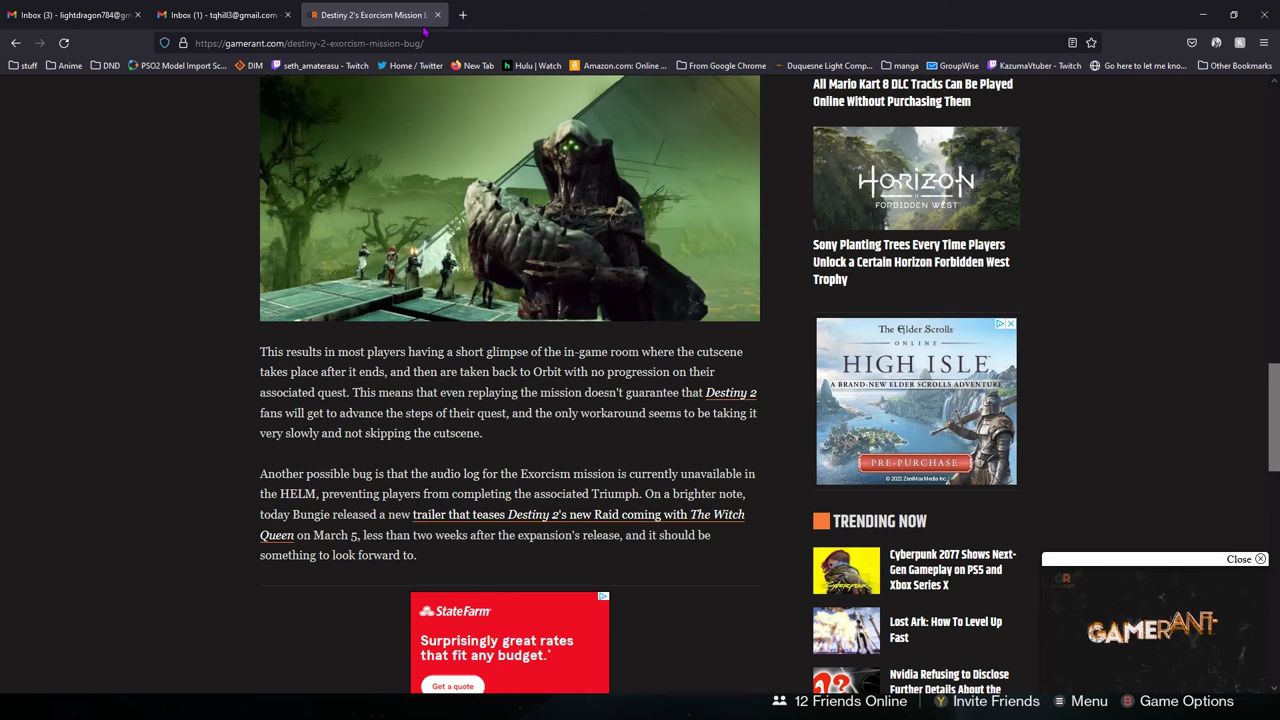 Inbox (3) - lightdragon784@gm
Inbox (1) - tqhill3@gmail.com -
Destiny 2's Exorcism Mission L
https://gamerant.com/destiny-2-exorcism-mission-bug/
stuff
Anime
DND
PSO2 Model Import Sc...
DIM
seth_amaterasu - Twitch
Home / Twitter
New Tab
Hulu | Watch
Amazon.com: Online ...
From Google Chrome
Duquesne Light Comp...
manga
GroupWise
KazumaVtuber - Twitch
Go here to let me kno...
Other Bookmarks
All Mario Kart 8 DLC Tracks Can Be Played
Online Without Purchasing Them
HORIZON
FORBIDDEN WEST
Sony Planting Trees Every Time Players
Unlock a Certain Horizon Forbidden West
Trophy
This results in most players having a short glimpse of the in-game room where the cutscene
takes place after it ends, and then are taken back to Orbit with no progression on their
associated quest. This means that even replaying the mission doesn't guarantee that Destiny 2
fans will get to advance the steps of their quest, and the only workaround seems to be taking it
very slowly and not skipping the cutscene.
Another possible bug is that the audio log for the Exorcism mission is currently unavailable in
the HELM, preventing players from completing the associated Triumph. On a brighter note,
today Bungie released a new trailer that teases Destiny 2's new Raid coming with The Witch
Queen on March 5, less than two weeks after the expansion's release, and it should be
something to look forward to.
The Elder Scrolls
ONLINE
HIGH ISLE
A BRAND-NEW ELDER SCROLLS ADVENTURE
PRE-PURCHASE
© 2022 ZeniMax Media Inc.
TRENDING NOW
Cyberpunk 2077 Shows Next-
Gen Gameplay on PS5 and
Xbox Series X
Lost Ark: How To Level Up
Fast
Nvidia Refusing to Disclose
Further Details About the
Close
GAMERANT
StateFarm
Surprisingly great rates
that fit any budget.*
Get a quote
12 Friends Online
Y Invite Friends
Menu
B Game Options